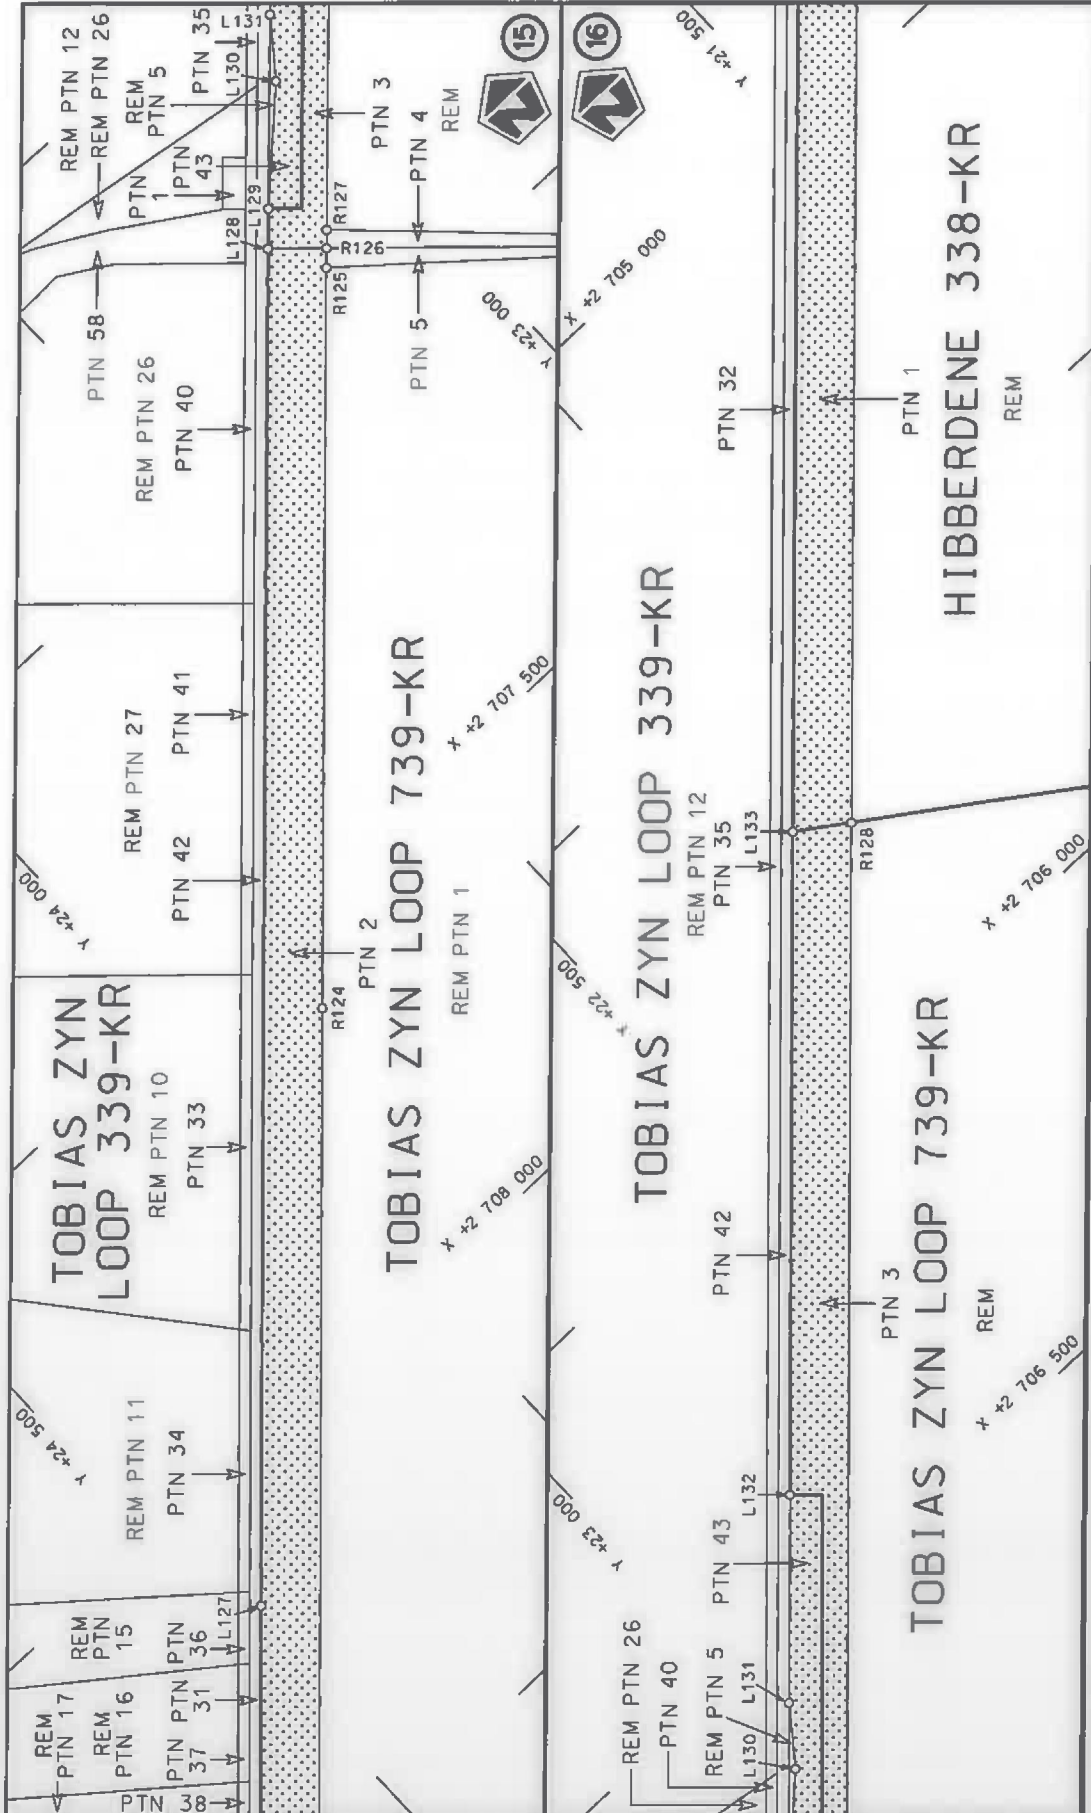 REM PTN 12
REM PTN 26
REM
PTN 5
PTN 35
L131
L130
PTN
1
PTN
43
L129
L128
PTN 58
REM PTN 26
PTN 40
PTN 3
PTN 4
REM
R127
R126
R125
PTN 5
Y +23 000
15
REM PTN 27
PTN 41
PTN 42
Y +24 000
TOBIAS ZYN LOOP 739-KR
X +2 707 500
PTN 2
REM PTN 1
R124
TOBIAS ZYN
LOOP 339-KR
REM PTN 10
PTN 33
X +2 708 000
Y +24 500
REM PTN 11
PTN 34
L127
REM
PTN
15
PTN
36
REM
PTN 17
REM
PTN 16
PTN
31
PTN
37
PTN 38
16
Y +21 500
X +2 705 000
PTN 32
PTN 1
HIBBERDENE 338-KR
REM
TOBIAS ZYN LOOP 339-KR
REM PTN 12
PTN 35
L133
R128
X +2 706 000
Y +22 500
PTN 42
PTN 3
TOBIAS ZYN LOOP 739-KR
REM
X +2 706 500
Y +23 000
PTN 43
L132
REM PTN 26
PTN 40
REM PTN 5
L131
L130